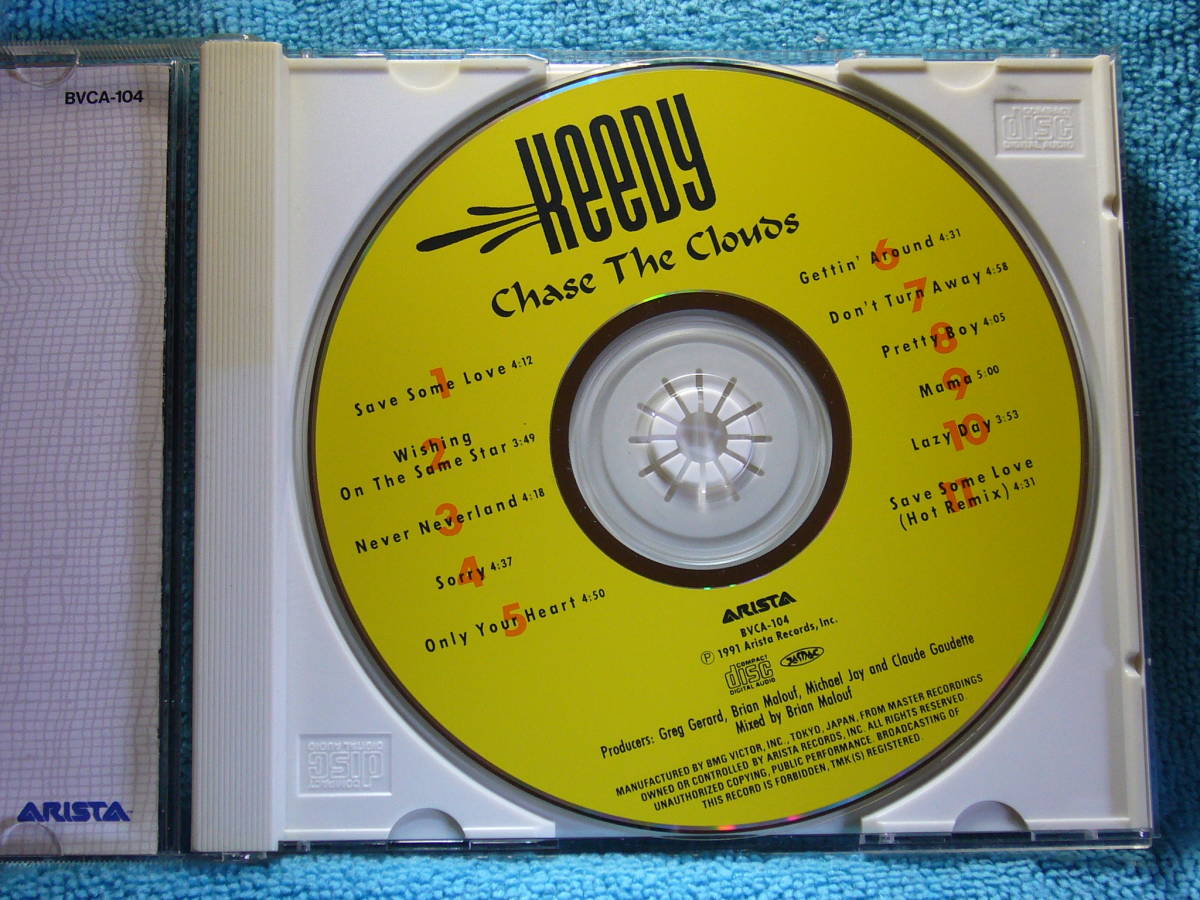 BVCA-104
ARISTA
KeeDy
Chase The Clouds
1
Save Some Love 4:12
2
Wishing
On The Same Star 3:49
3
Never Neverland 4:18
4
Sorry 4:37
5
Only Your Heart 4:50
6
Gettin' Around 4:31
7
Don't Turn Away 4:58
8
Pretty Boy 4:05
9
Mama 5:00
10
Lazy Day 3:53
11
Save Some Love
(Hot Remix) 4:31
ARISTA
BVCA-104
Ⓟ 1991 Arista Records, Inc.
COMPACT
disc
DIGITAL AUDIO
JASRAC
Producers: Greg Gerard, Brian Malouf, Michael Jay and Claude Gaudette
Mixed by Brian Malouf
MANUFACTURED BY BMG VICTOR, INC., TOKYO, JAPAN, FROM MASTER RECORDINGS
OWNED OR CONTROLLED BY ARISTA RECORDS, INC. ALL RIGHTS RESERVED.
UNAUTHORIZED COPYING, PUBLIC PERFORMANCE. BROADCASTING OF
THIS RECORD IS FORBIDDEN, TMK(S) REGISTERED.
COMPACT
disc
DIGITAL AUDIO
COMPACT
disc
DIGITAL AUDIO